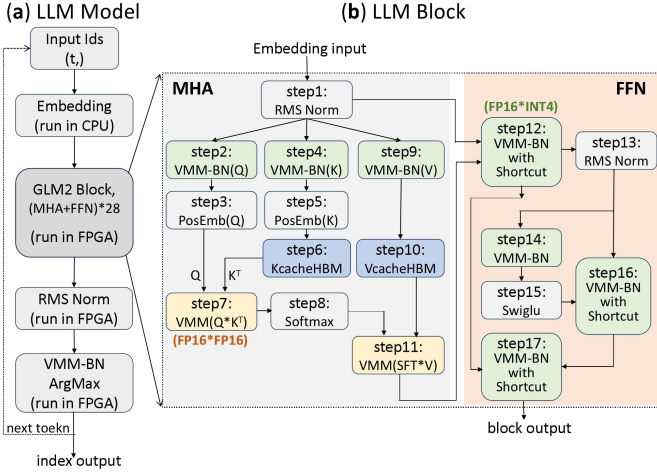 (a) LLM Model
Input Ids
(t,)
Embedding
(run in CPU)
GLM2 Block,
(MHA+FFN)*28
(run in FPGA)
RMS Norm
(run in FPGA)
VMM-BN
ArgMax
(run in FPGA)
next toekn
index output
(b) LLM Block
Embedding input
MHA
step1:
RMS Norm
step2:
VMM-BN(Q)
step4:
VMM-BN(K)
step9:
VMM-BN(V)
step3:
PosEmb(Q)
step5:
PosEmb(K)
step6:
KcacheHBM
step10:
VcacheHBM
Q
Kᵀ
step7:
VMM(Q*Kᵀ)
(FP16*FP16)
step8:
Softmax
step11:
VMM(SFT*V)
FFN
(FP16*INT4)
step12:
VMM-BN
with
Shortcut
step13:
RMS Norm
step14:
VMM-BN
step15:
Swiglu
step16:
VMM-BN
with
Shortcut
step17:
VMM-BN
with
Shortcut
block output